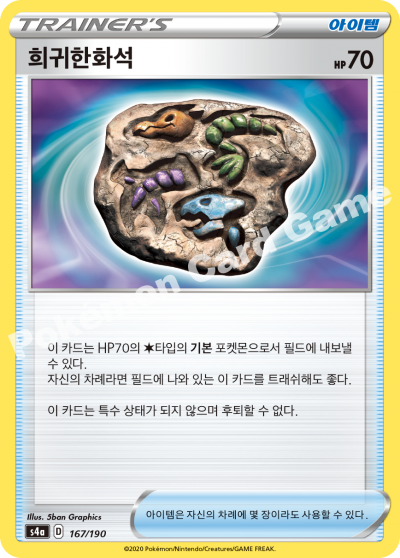 TRAINER'S 아이템
희귀한화석 HP 70
Pokémon Card Game
이 카드는 HP70의 타입의 기본 포켓몬으로서 필드에 내보낼
수 있다.
자신의 차례라면 필드에 나와 있는 이 카드를 트래쉬해도 좋다.
이 카드는 특수 상태가 되지 않으며 후퇴할 수 없다.
Illus. 5ban Graphics
s4a D 167/190
아이템은 자신의 차례에 몇 장이라도 사용할 수 있다.
©2020 Pokémon/Nintendo/Creatures/GAME FREAK.